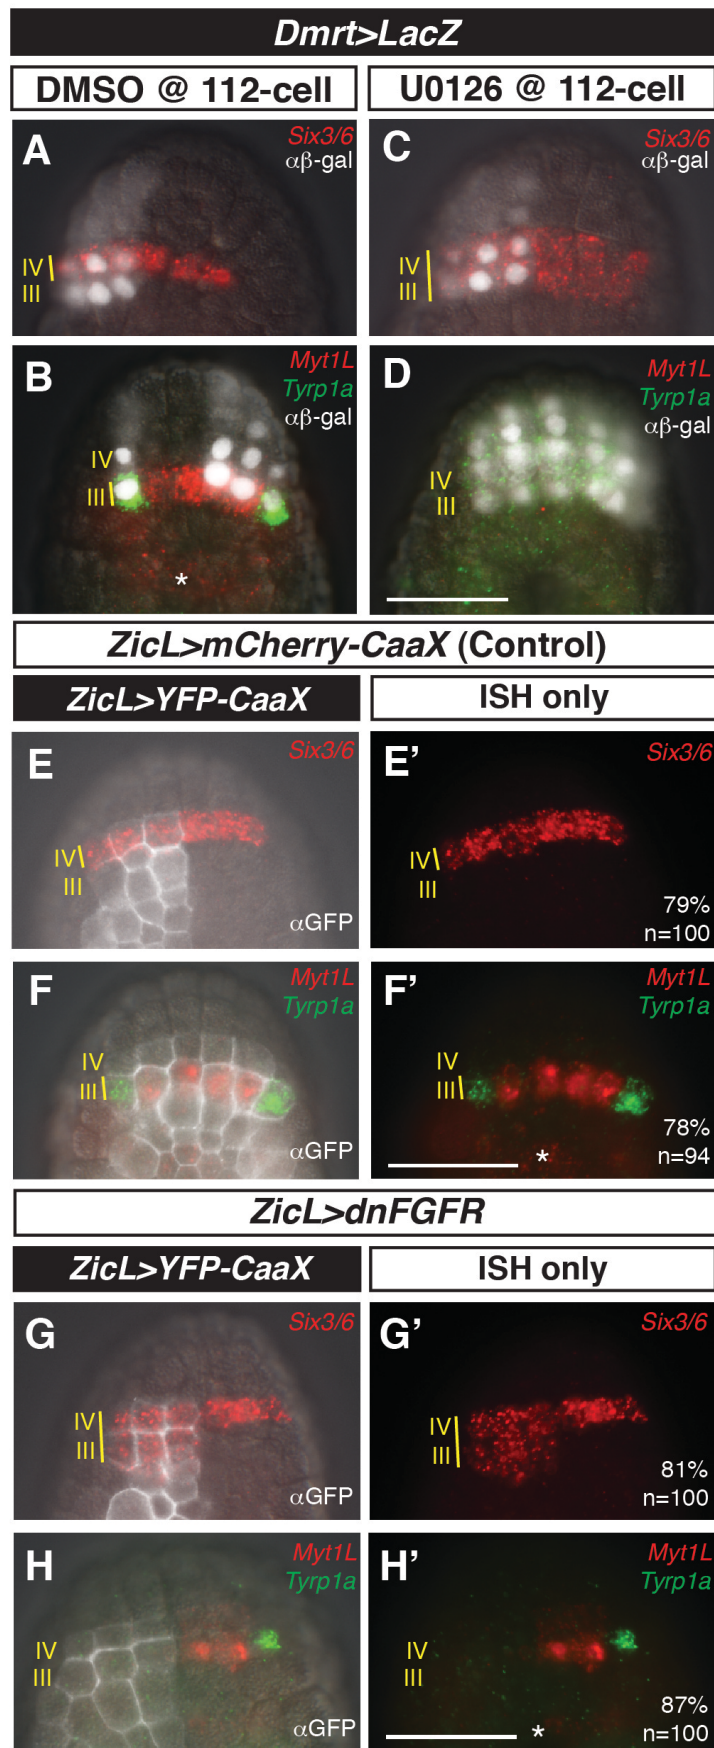 Dmrt>LacZ
DMSO @ 112-cell
U0126 @ 112-cell
A
Six3/6
αβ-gal
IV
III
C
Six3/6
αβ-gal
IV
III
B
Myt1L
Tyrp1a
αβ-gal
IV
III
*
D
Myt1L
Tyrp1a
αβ-gal
IV
III
ZicL>mCherry-CaaX (Control)
ZicL>YFP-CaaX
ISH only
E
Six3/6
IV
III
αGFP
E’
Six3/6
IV
III
79%
n=100
F
Myt1L
Tyrp1a
IV
III
αGFP
F’
Myt1L
Tyrp1a
IV
III
78%
n=94
*
ZicL>dnFGFR
ZicL>YFP-CaaX
ISH only
G
Six3/6
IV
III
αGFP
G’
Six3/6
IV
III
81%
n=100
H
Myt1L
Tyrp1a
IV
III
αGFP
H’
Myt1L
Tyrp1a
IV
III
87%
n=100
*